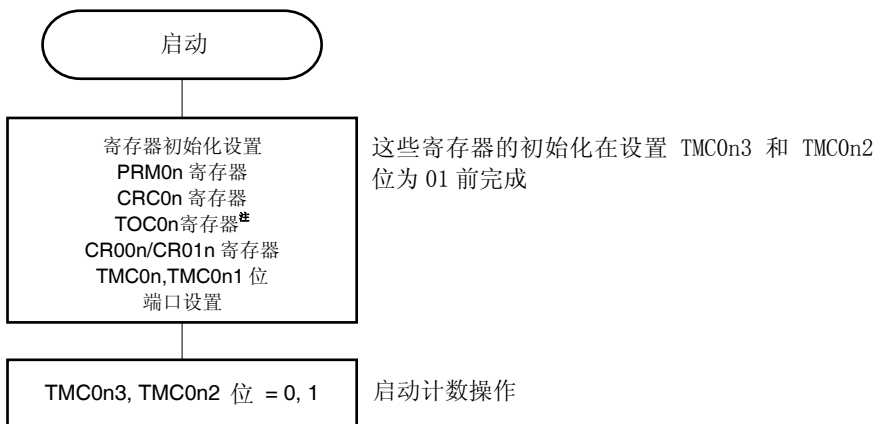 启动
寄存器初始化设置
PRM0n 寄存器
CRC0n 寄存器
TOC0n寄存器注
CR00n/CR01n 寄存器
TMC0n,TMC0n1 位
端口设置
这些寄存器的初始化在设置 TMC0n3 和 TMC0n2
位为 01 前完成
TMC0n3, TMC0n2 位 = 0, 1
启动计数操作